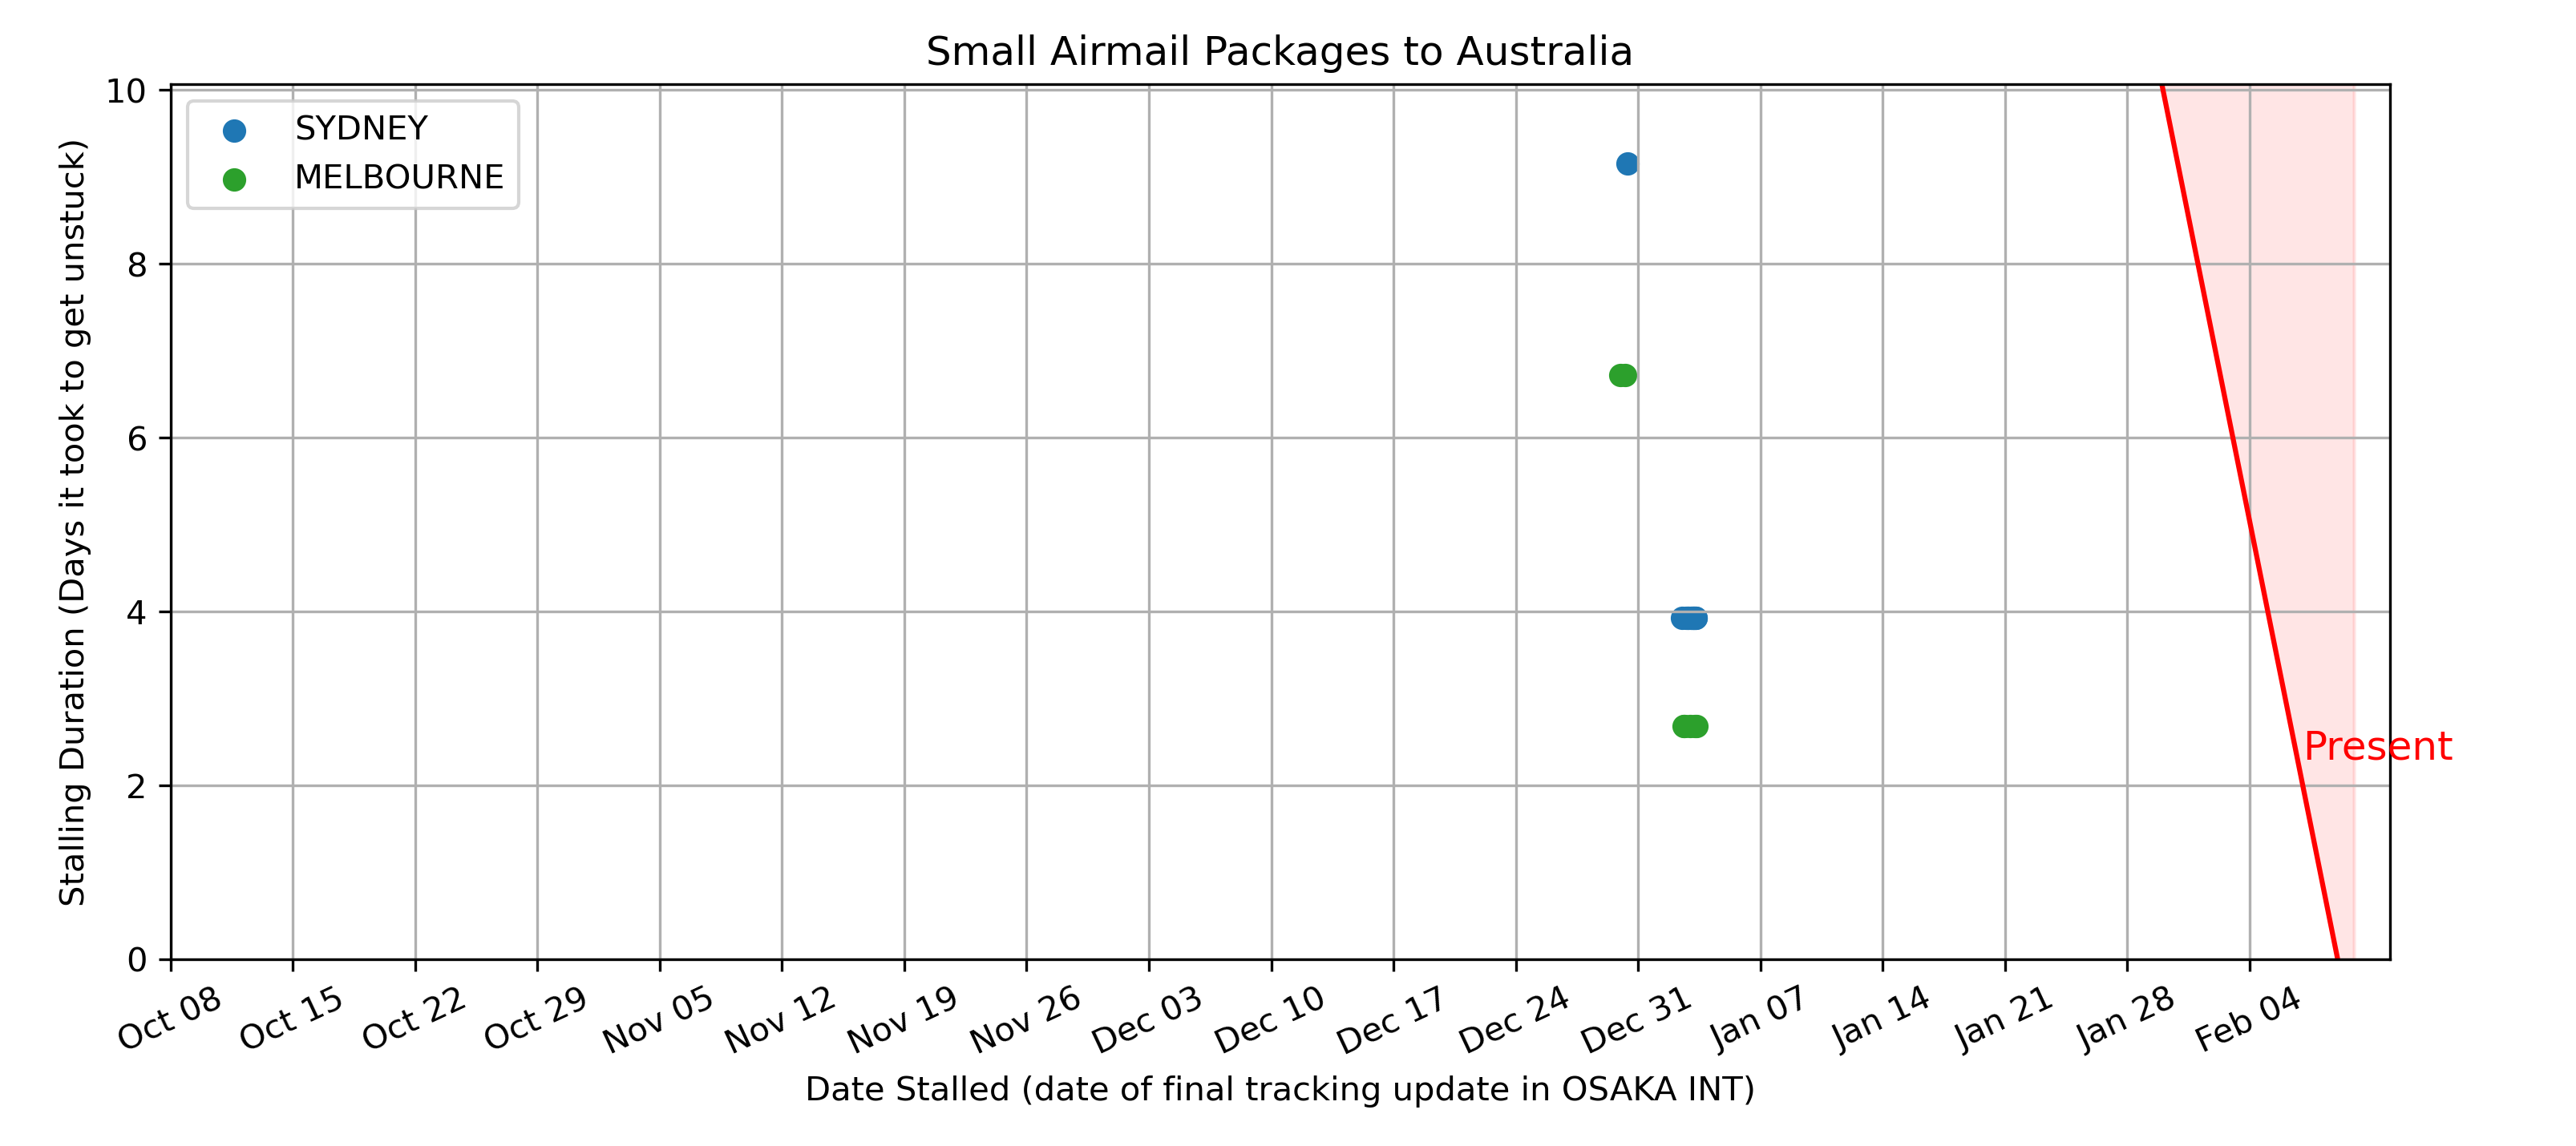 Small Airmail Packages to Australia
10
8
6
4
2
0
Stalling Duration (Days it took to get unstuck)
SYDNEY
MELBOURNE
Present
Oct 08
Oct 15
Oct 22
Oct 29
Nov 05
Nov 12
Nov 19
Nov 26
Dec 03
Dec 10
Dec 17
Dec 24
Dec 31
Jan 07
Jan 14
Jan 21
Jan 28
Feb 04
Date Stalled (date of final tracking update in OSAKA INT)